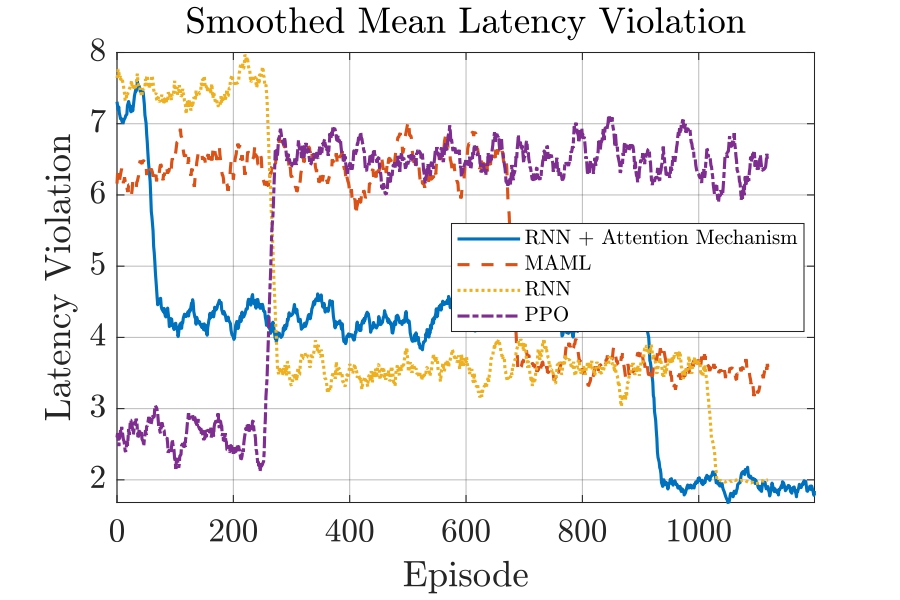 Smoothed Mean Latency Violation
8
7
6
5
4
3
2
Latency Violation
RNN + Attention Mechanism
MAML
RNN
PPO
0 200 400 600 800 1000
Episode